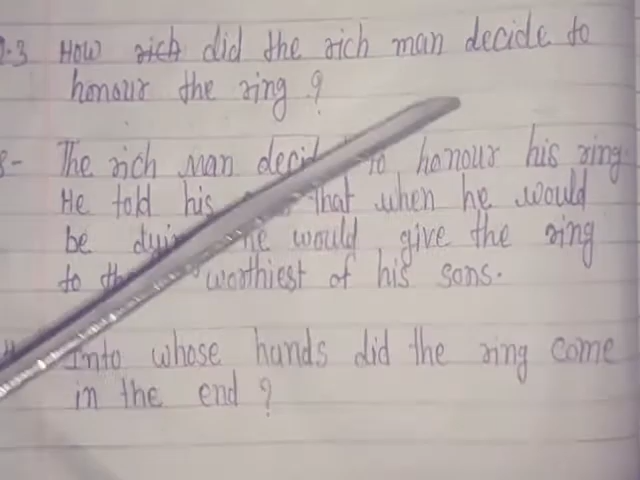 .3 How rich did the rich man decide to
honour the ring ?
The rich man to honour his ring.
He told his that when he would
be he would give the ring
to worthiest of his sons.
Into whose hands did the ring come
in the end ?